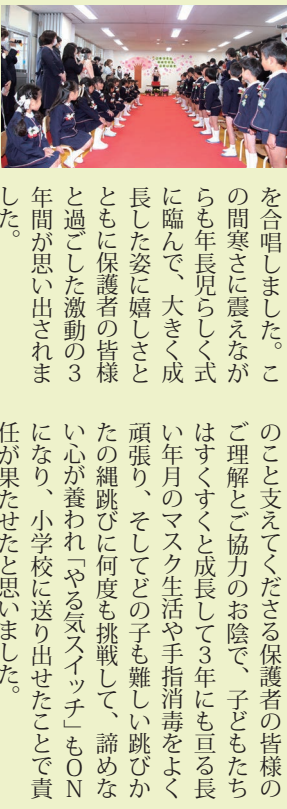 を合唱しました。こ
の間寒さに震えなが
らも年長児らしく式
に臨んで、大きく成
長した姿に嬉しさと
ともに保護者の皆様
と過ごした激動の３
年間が思い出されま
した。
のこと支えてくださる保護者の皆様の
ご理解とご協力のお陰で、子どもたち
はすくすくと成長して３年にも亘る長
い年月のマスク生活や手指消毒をよく
頑張り、そしてどの子も難しい跳びか
たの縄跳びに何度も挑戦して、諦めな
い心が養われ「やる気スイッチ」もＯＮ
になり、小学校に送り出せたことで責
任が果たせたと思いました。